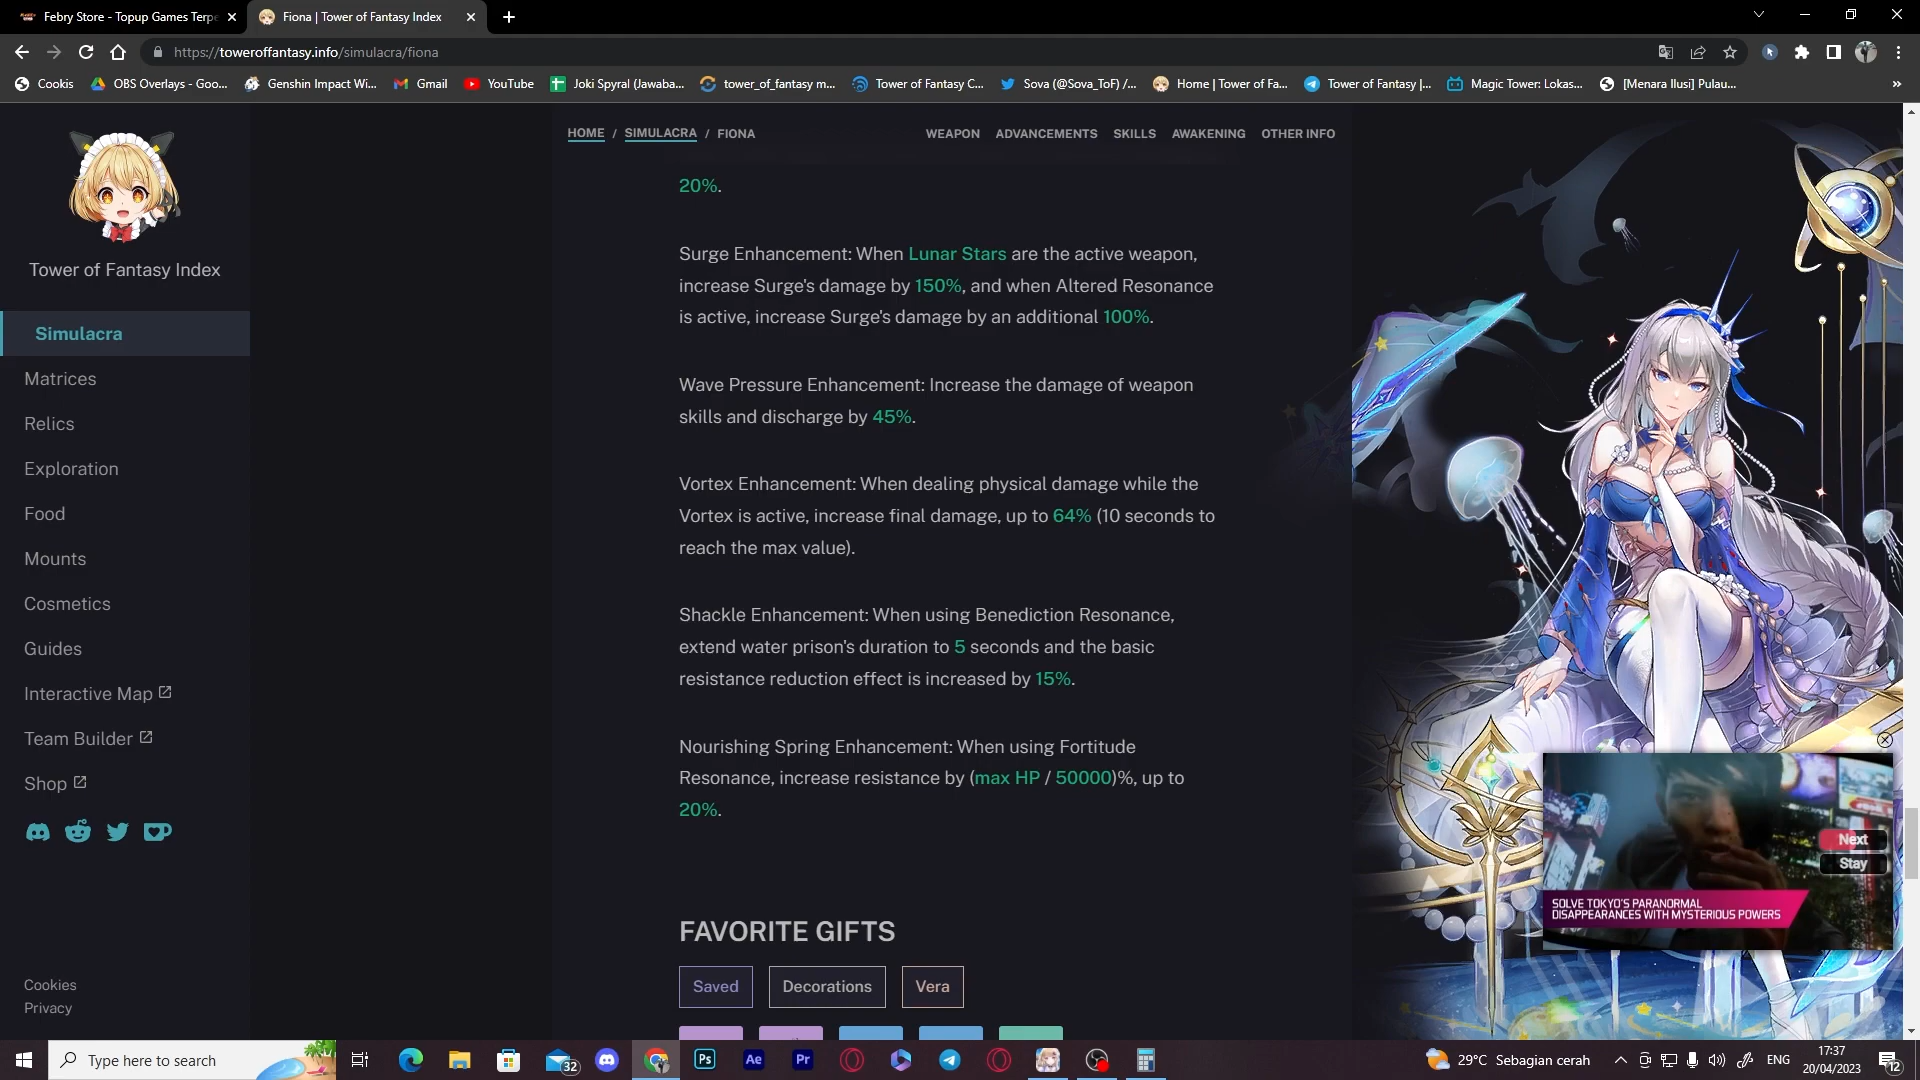 Febry Store - Topup Games Terpe
Fiona | Tower of Fantasy Index
https://toweroffantasy.info/simulacra/fiona
Cookis
OBS Overlays - Goo...
Genshin Impact Wi...
Gmail
YouTube
Joki Spyral (Jawaba...
tower_of_fantasy m...
Tower of Fantasy C...
Sova (@Sova_ToF) /...
Home | Tower of Fa...
Tower of Fantasy |...
Magic Tower: Lokas...
[Menara Ilusi] Pulau...
»
HOME / SIMULACRA / FIONA
WEAPON ADVANCEMENTS SKILLS AWAKENING OTHER INFO
Tower of Fantasy Index
Simulacra
Matrices
Relics
Exploration
Food
Mounts
Cosmetics
Guides
Interactive Map
Team Builder
Shop
Cookies
Privacy
20%.
Surge Enhancement: When Lunar Stars are the active weapon,
increase Surge's damage by 150%, and when Altered Resonance
is active, increase Surge's damage by an additional 100%.
Wave Pressure Enhancement: Increase the damage of weapon
skills and discharge by 45%.
Vortex Enhancement: When dealing physical damage while the
Vortex is active, increase final damage, up to 64% (10 seconds to
reach the max value).
Shackle Enhancement: When using Benediction Resonance,
extend water prison's duration to 5 seconds and the basic
resistance reduction effect is increased by 15%.
Nourishing Spring Enhancement: When using Fortitude
Resonance, increase resistance by (max HP / 50000)%, up to
20%.
FAVORITE GIFTS
Saved
Decorations
Vera
Next
Stay
SOLVE TOKYO'S PARANORMAL
DISAPPEARANCES WITH MYSTERIOUS POWERS
Type here to search
32
Ps
Ae
Pr
29°C Sebagian cerah
ENG
17:37
20/04/2023
12